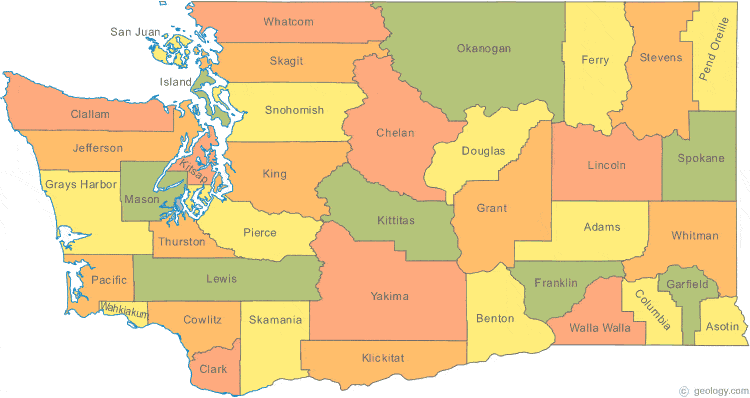 Whatcom
San Juan
Skagit
Island
Okanogan
Ferry
Stevens
Pend Oreille
Snohomish
Clallam
Chelan
Jefferson
Douglas
Lincoln
Spokane
Kitsap
King
Grays Harbor
Mason
Grant
Kittitas
Adams
Whitman
Thurston
Pierce
Pacific
Lewis
Franklin
Garfield
Yakima
Wahkiakum
Cowlitz
Skamania
Benton
Columbia
Walla Walla
Asotin
Klickitat
Clark
© geology.com